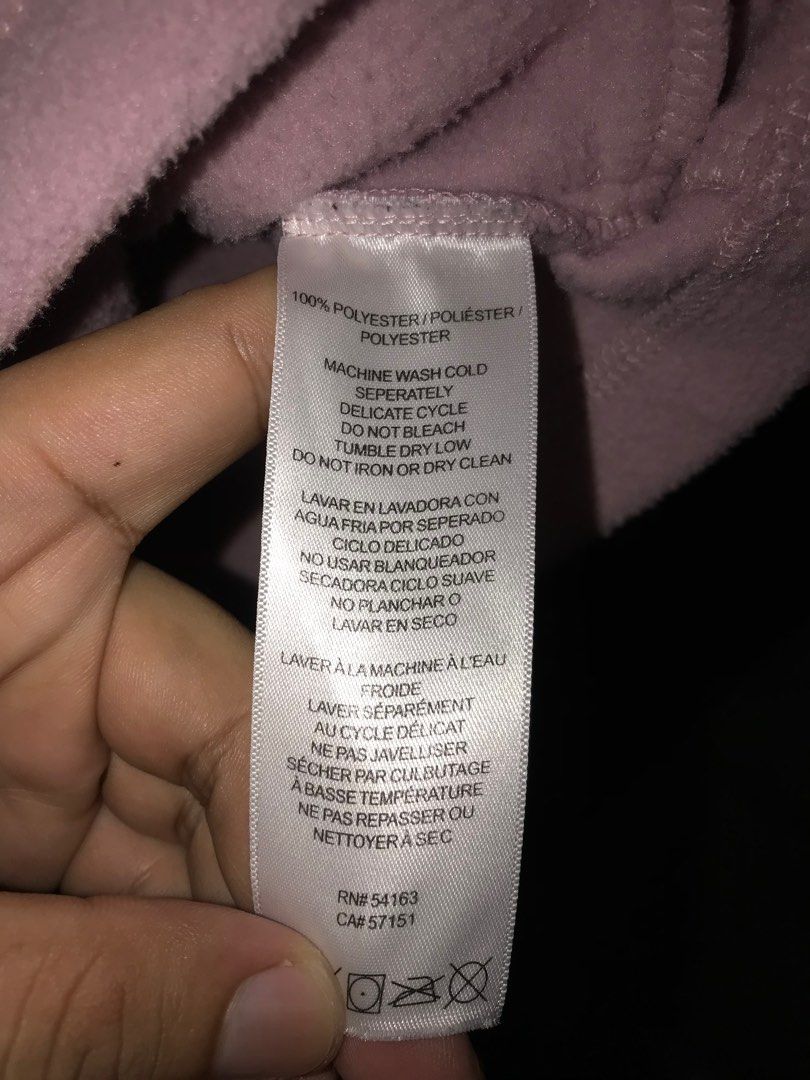 100% POLYESTER / POLIÉSTER /
POLYESTER
MACHINE WASH COLD
SEPERATELY
DELICATE CYCLE
DO NOT BLEACH
TUMBLE DRY LOW
DO NOT IRON OR DRY CLEAN
LAVAR EN LAVADORA CON
AGUA FRIA POR SEPERADO
CICLO DELICADO
NO USAR BLANQUEADOR
SECADORA CICLO SUAVE
NO PLANCHAR O
LAVAR EN SECO
LAVER À LA MACHINE À L'EAU
FROIDE
LAVER SÉPARÉMENT
AU CYCLE DÉLICAT
NE PAS JAVELLISER
SÉCHER PAR CULBUTAGE
À BASSE TEMPÉRATURE
NE PAS REPASSER OU
NETTOYER À SEC
RN# 54163
CA# 57151